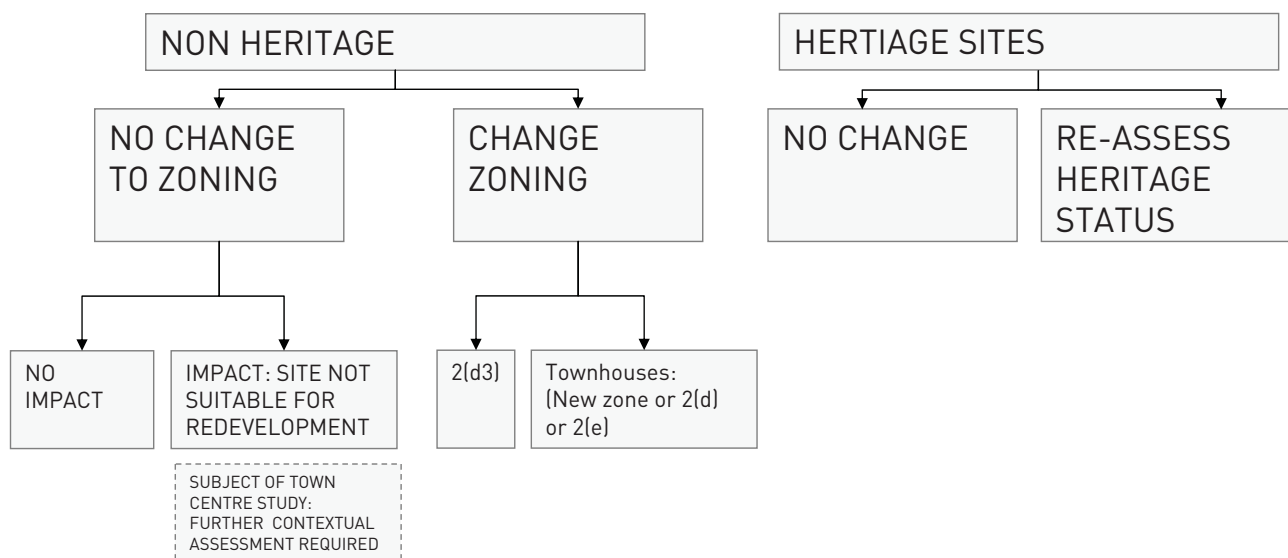 NON HERITAGE
HERTIAGE SITES
NO CHANGE
TO ZONING
CHANGE
ZONING
NO CHANGE
RE-ASSESS
HERITAGE
STATUS
NO
IMPACT
IMPACT: SITE NOT
SUITABLE FOR
REDEVELOPMENT
2(d3)
Townhouses:
(New zone or 2(d)
or 2(e)
SUBJECT OF TOWN
CENTRE STUDY:
FURTHER CONTEXTUAL
ASSESSMENT REQUIRED